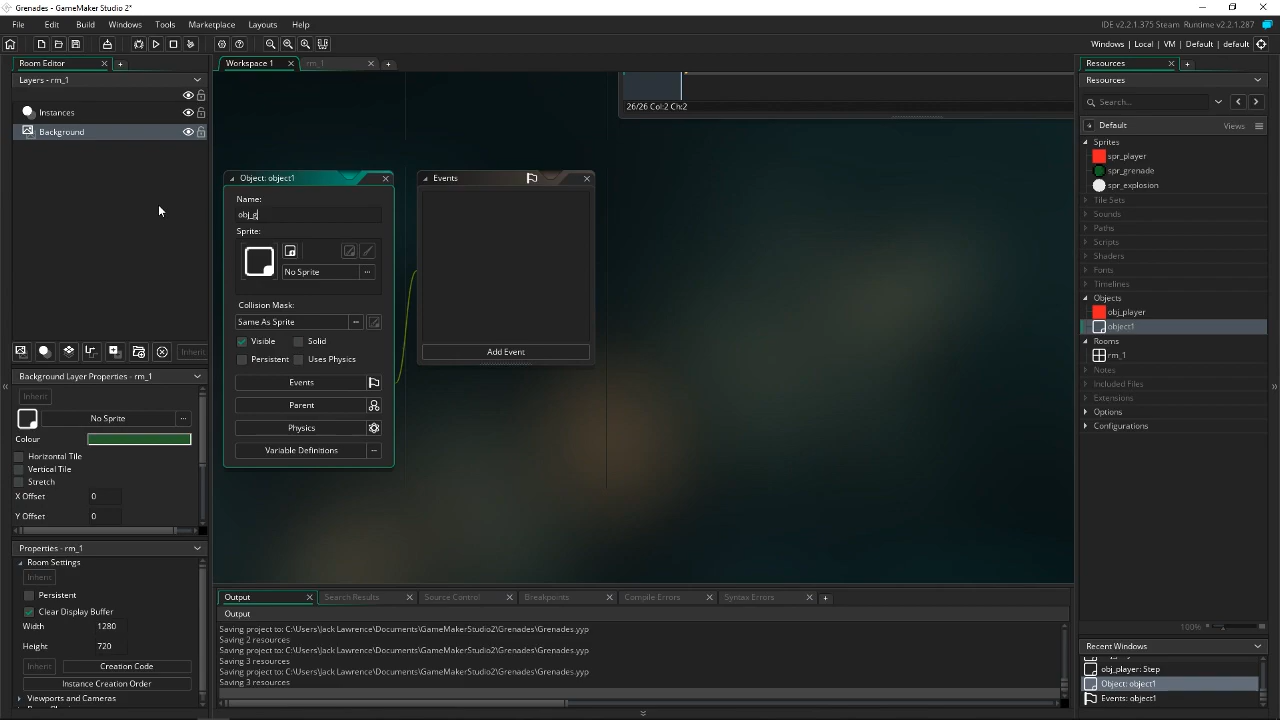 Grenades - GameMaker Studio 2*
File Edit Build Windows Tools Marketplace Layouts Help
IDE v2.2.1.375 Steam Runtime v2.2.1.287
Windows | Local | VM | Default | default
Room Editor
Layers - rm_1
Instances
Background
Inherit
Background Layer Properties - rm_1
Inherit
No Sprite
Colour
Horizontal Tile
Vertical Tile
Stretch
X Offset 0
Y Offset 0
Properties - rm_1
Room Settings
Inherit
Persistent
Clear Display Buffer
Width 1280
Height 720
Inherit Creation Code
Instance Creation Order
Viewports and Cameras
Workspace 1 rm_1
26/26 Col:2 Ch:2
Object: object1
Name:
obj_g
Sprite:
No Sprite
Collision Mask:
Same As Sprite
Visible Solid
Persistent Uses Physics
Events
Parent
Physics
Variable Definitions
Events
Add Event
Output Search Results Source Control Breakpoints Compile Errors Syntax Errors
Output
Saving project to: C:\Users\Jack Lawrence\Documents\GameMakerStudio2\Grenades\Grenades.yyp
Saving 2 resources
Saving project to: C:\Users\Jack Lawrence\Documents\GameMakerStudio2\Grenades\Grenades.yyp
Saving 3 resources
Saving project to: C:\Users\Jack Lawrence\Documents\GameMakerStudio2\Grenades\Grenades.yyp
Saving 3 resources
Resources
Resources
Search...
Default Views
Sprites
spr_player
spr_grenade
spr_explosion
Tile Sets
Sounds
Paths
Scripts
Shaders
Fonts
Timelines
Objects
obj_player
object1
Rooms
rm_1
Notes
Included Files
Extensions
Options
Configurations
100%
Recent Windows
obj_player: Step
Object: object1
Events: object1